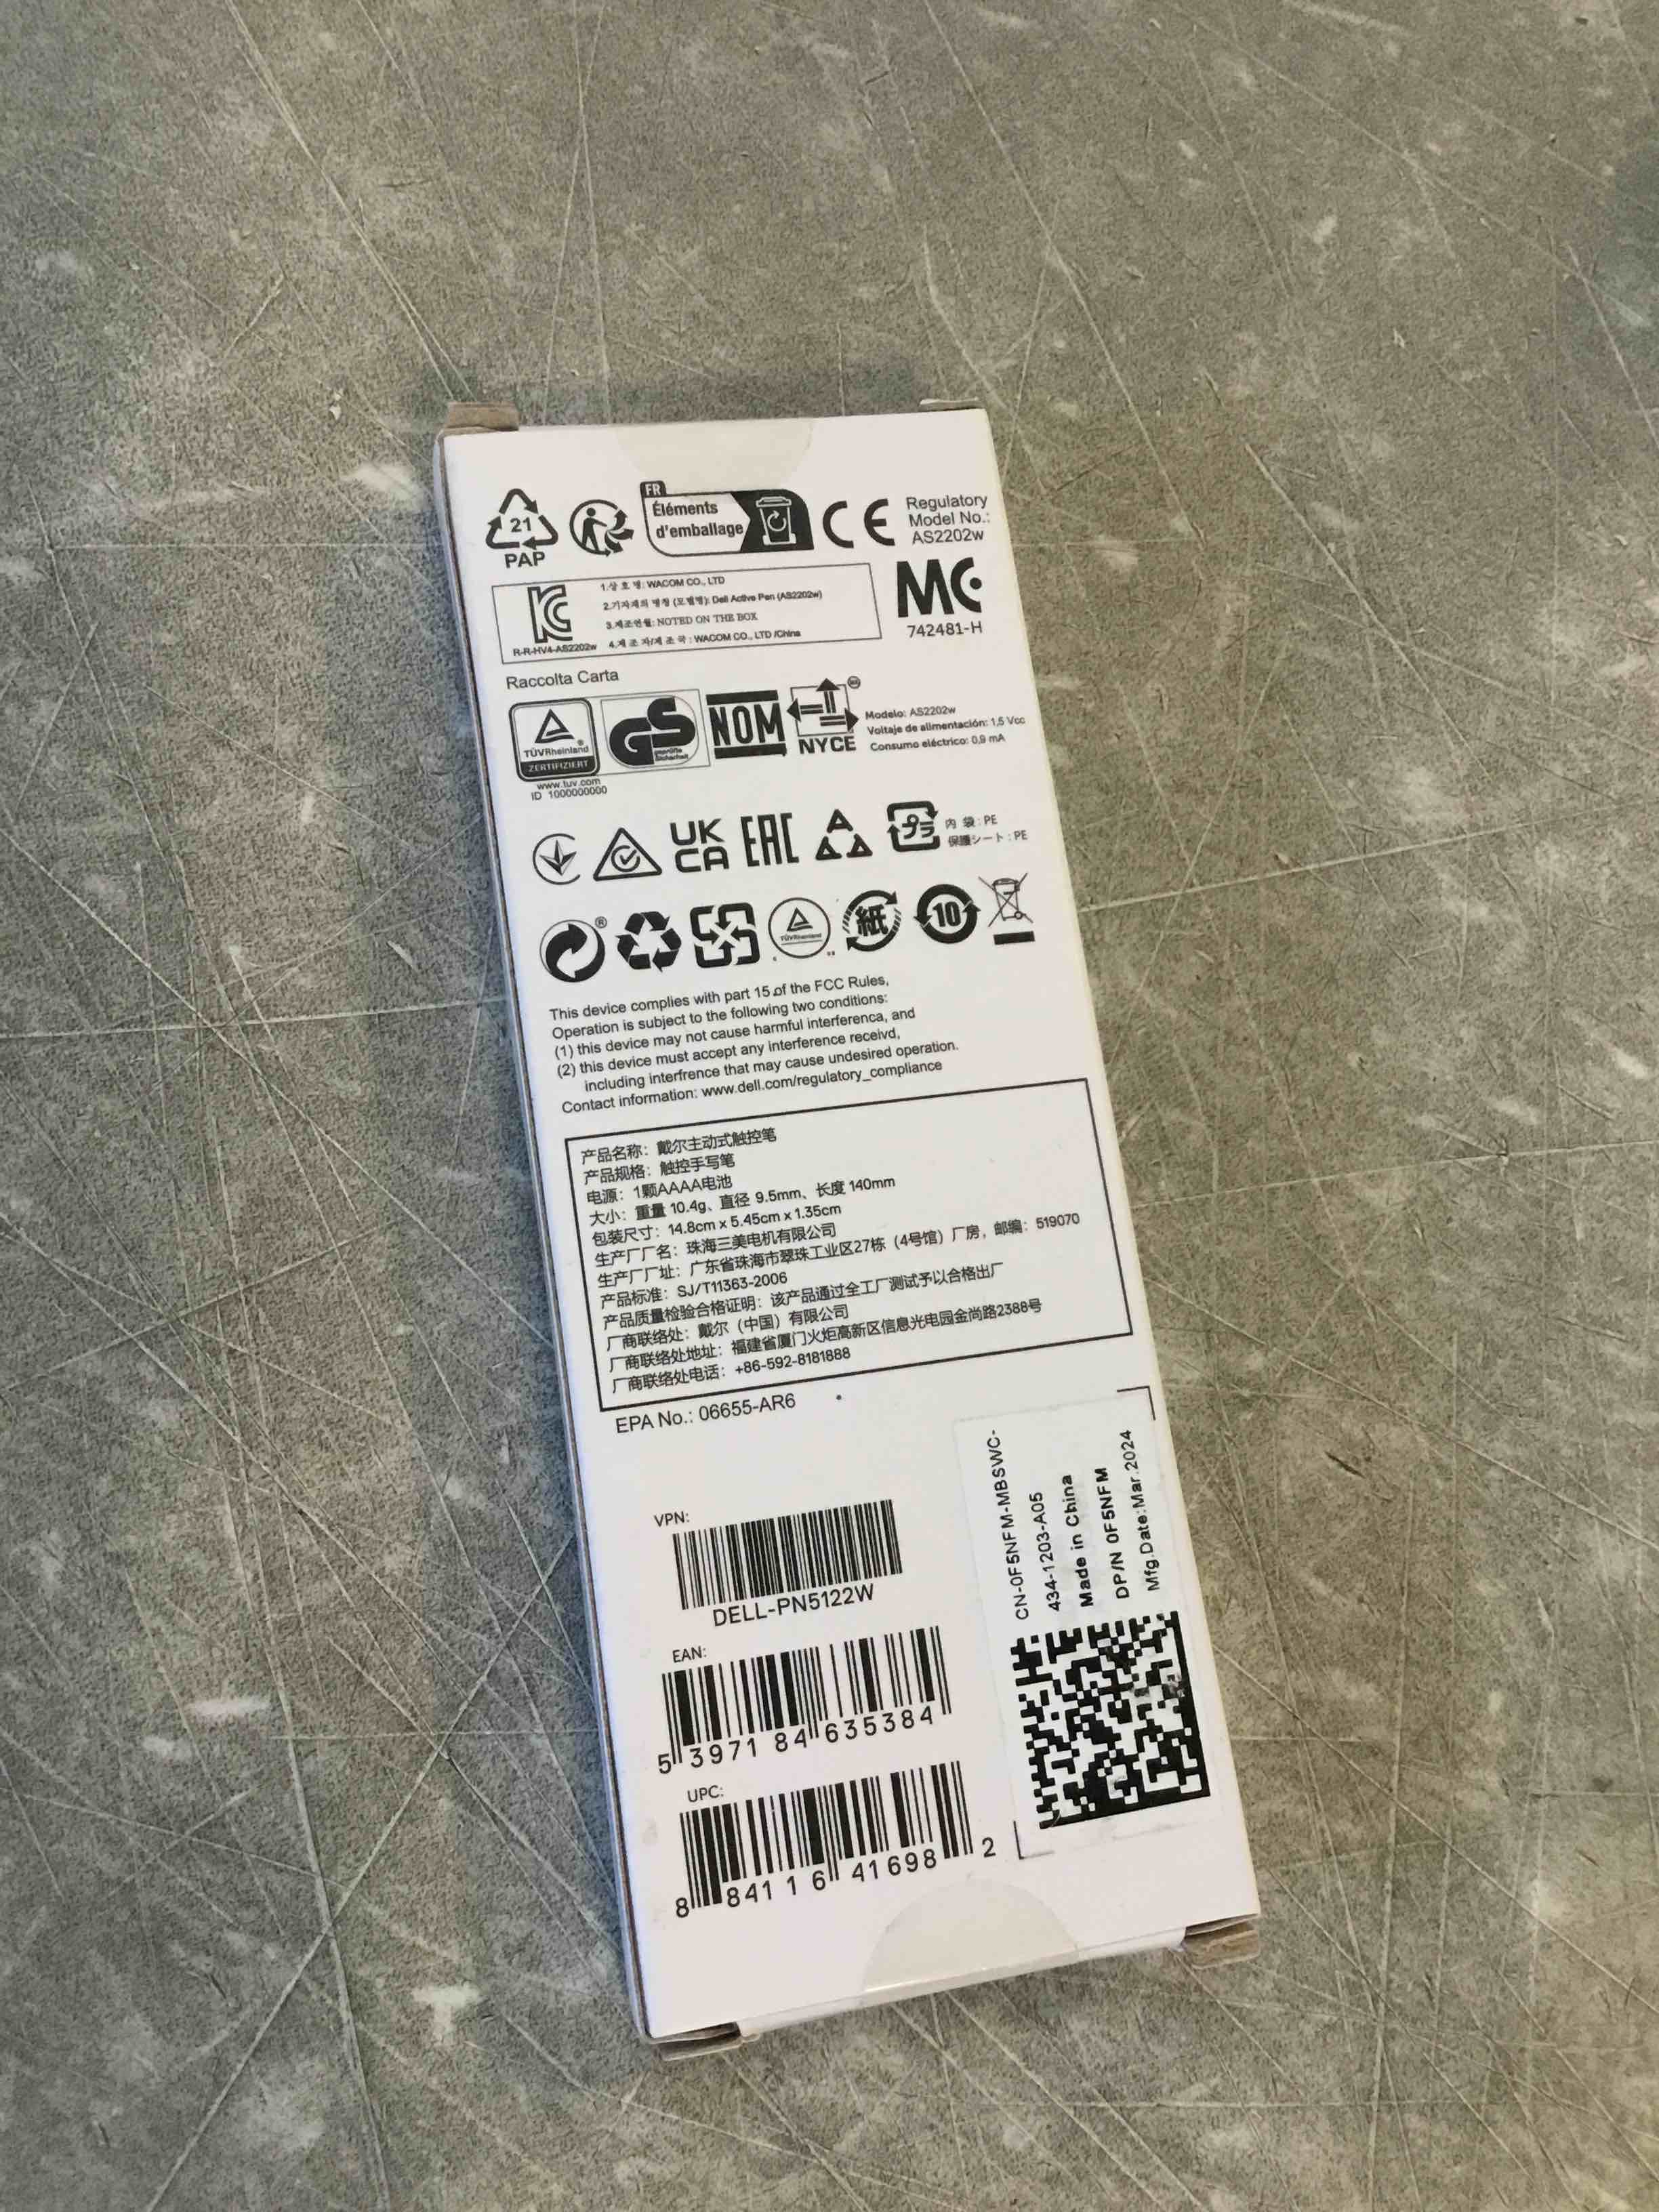 21
PAP
FR
Éléments
d'emballage
CE
Regulatory
Model No.:
AS2202w
R-R-HV4-AS2202w
1.상 호 명: WACOM CO., LTD
2.기자재의 명칭 (모델명): Dell Active Pen (AS2202w)
3.제조연월: NOTED ON THE BOX
4.제 조 자/제 조 국 : WACOM CO., LTD /China
742481-H
Raccolta Carta
TÜVRheinland
ZERTIFIZIERT
www.tuv.com
ID 1000000000
GS
geprüfte
Sicherheit
NOM
NYCE
Modelo: AS2202w
Voltaje de alimentación: 1,5 Vcc
Consumo eléctrico: 0,9 mA
UK
CA
EAC
プラ
内 袋 : PE
保護シート : PE
TÜVRheinland
紙
10
This device complies with part 15 of the FCC Rules,
Operation is subject to the following two conditions:
(1) this device may not cause harmful interferenca, and
(2) this device must accept any interference receivd,
including interfrence that may cause undesired operation.
Contact information: www.dell.com/regulatory_compliance
产品名称：戴尔主动式触控笔
产品规格：触控手写笔
电源：1颗AAAA电池
大小：重量 10.4g、直径 9.5mm、长度 140mm
包装尺寸：14.8cm x 5.45cm x 1.35cm
生产厂厂名：珠海三美电机有限公司
生产厂厂址：广东省珠海市翠珠工业区27栋（4号馆）厂房，邮编：519070
产品标准：SJ/T11363-2006
产品质量检验合格证明：该产品通过全工厂测试予以合格出厂
厂商联络处：戴尔（中国）有限公司
厂商联络处地址：福建省厦门火炬高新区信息光电园金尚路2388号
厂商联络处电话：+86-592-8181888
EPA No.: 06655-AR6
VPN:
DELL-PN5122W
EAN:
5 397184 635384
UPC:
8 84116 41698 2
CN-0F5NFM-MBSWC-
434-1203-A05
Made in China
DP/N 0F5NFM
Mfg.Date:Mar.2024